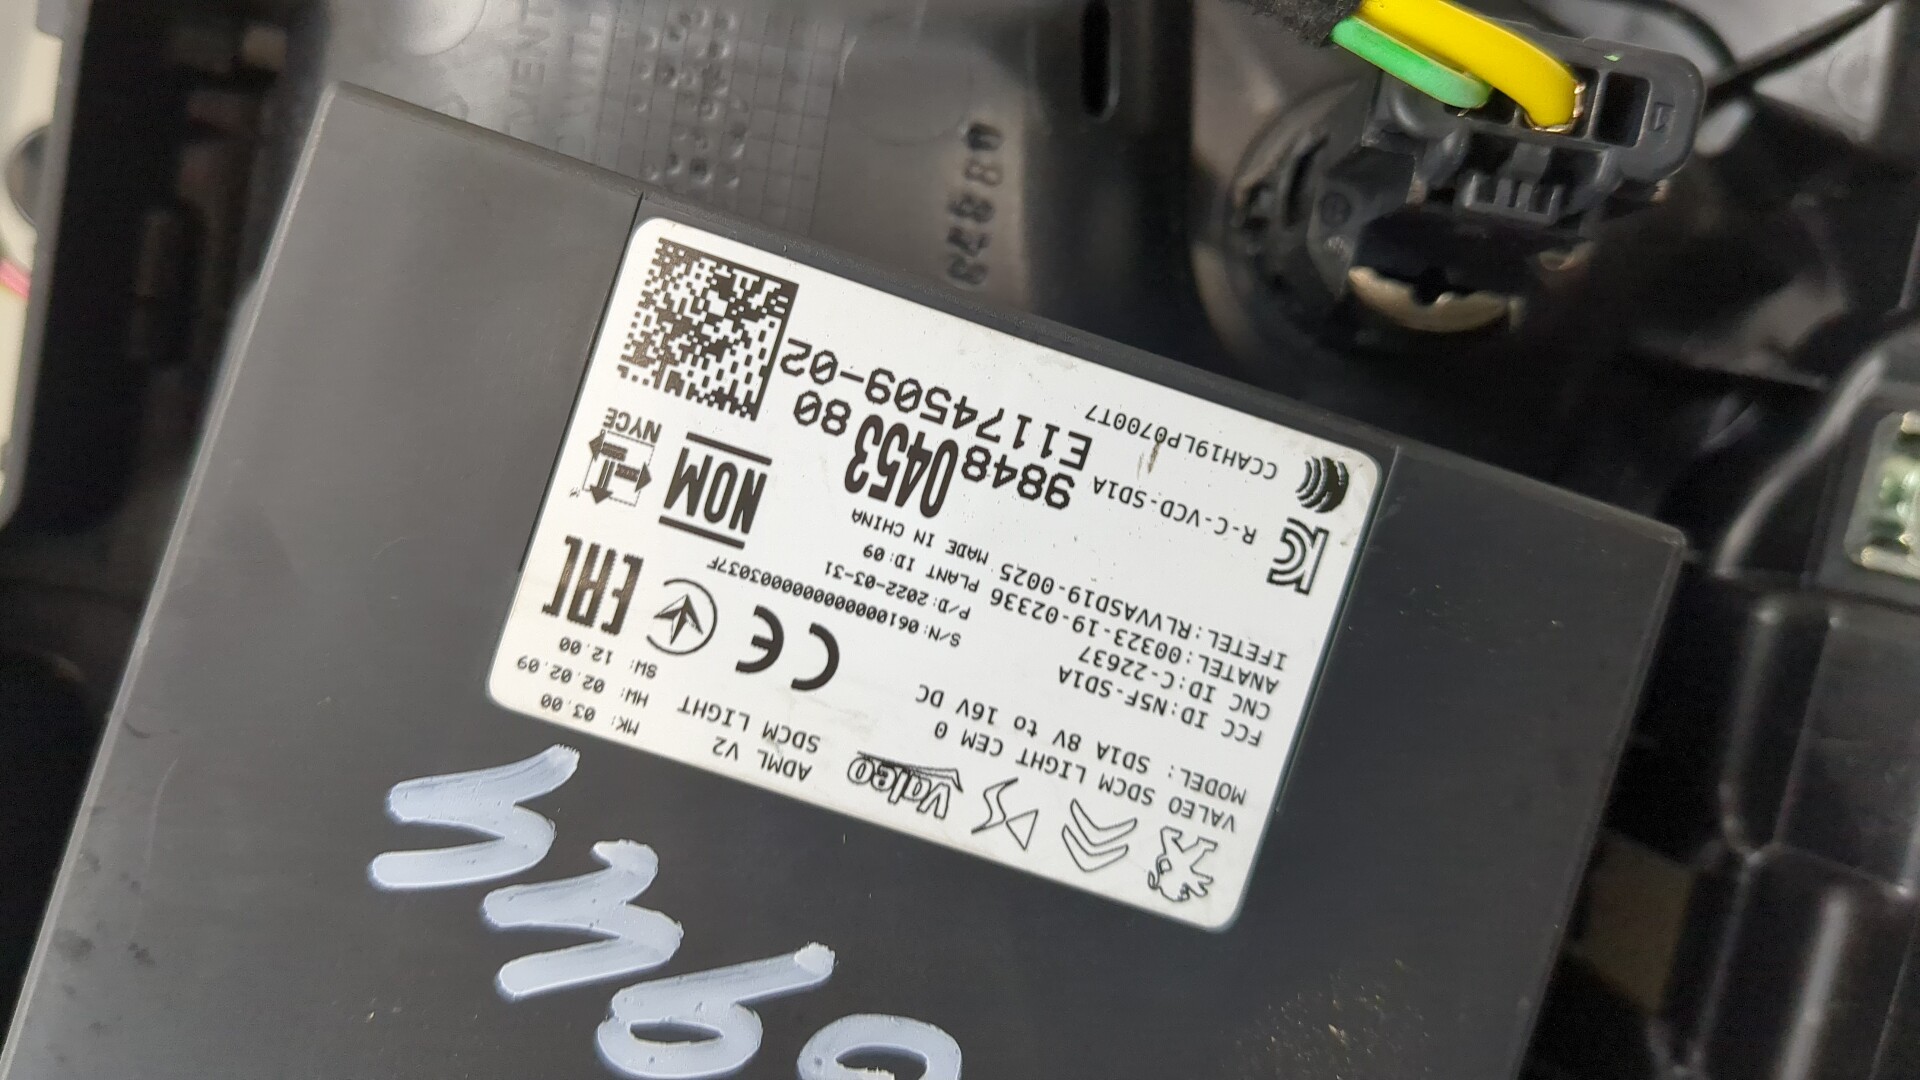 Valeo
ADML V2
SDCM LIGHT
MK: 03.00
HW: 02.02.09
SW: 12.00
VALEO SDCM LIGHT CEM 0
MODEL: SD1A 8V to 16V DC
FCC ID:N5F-SD1A
CNC ID:C-22637
ANATEL:00323-19-02336
IFETEL:RLVVASD19-0025
CE
EAC
P/D:2022-03-31
PLANT ID:09
MADE IN CHINA
NOM
NYCE
R-C-VCD-SD1A
9848045380
E1174509-02
CCAH19LP0700T7